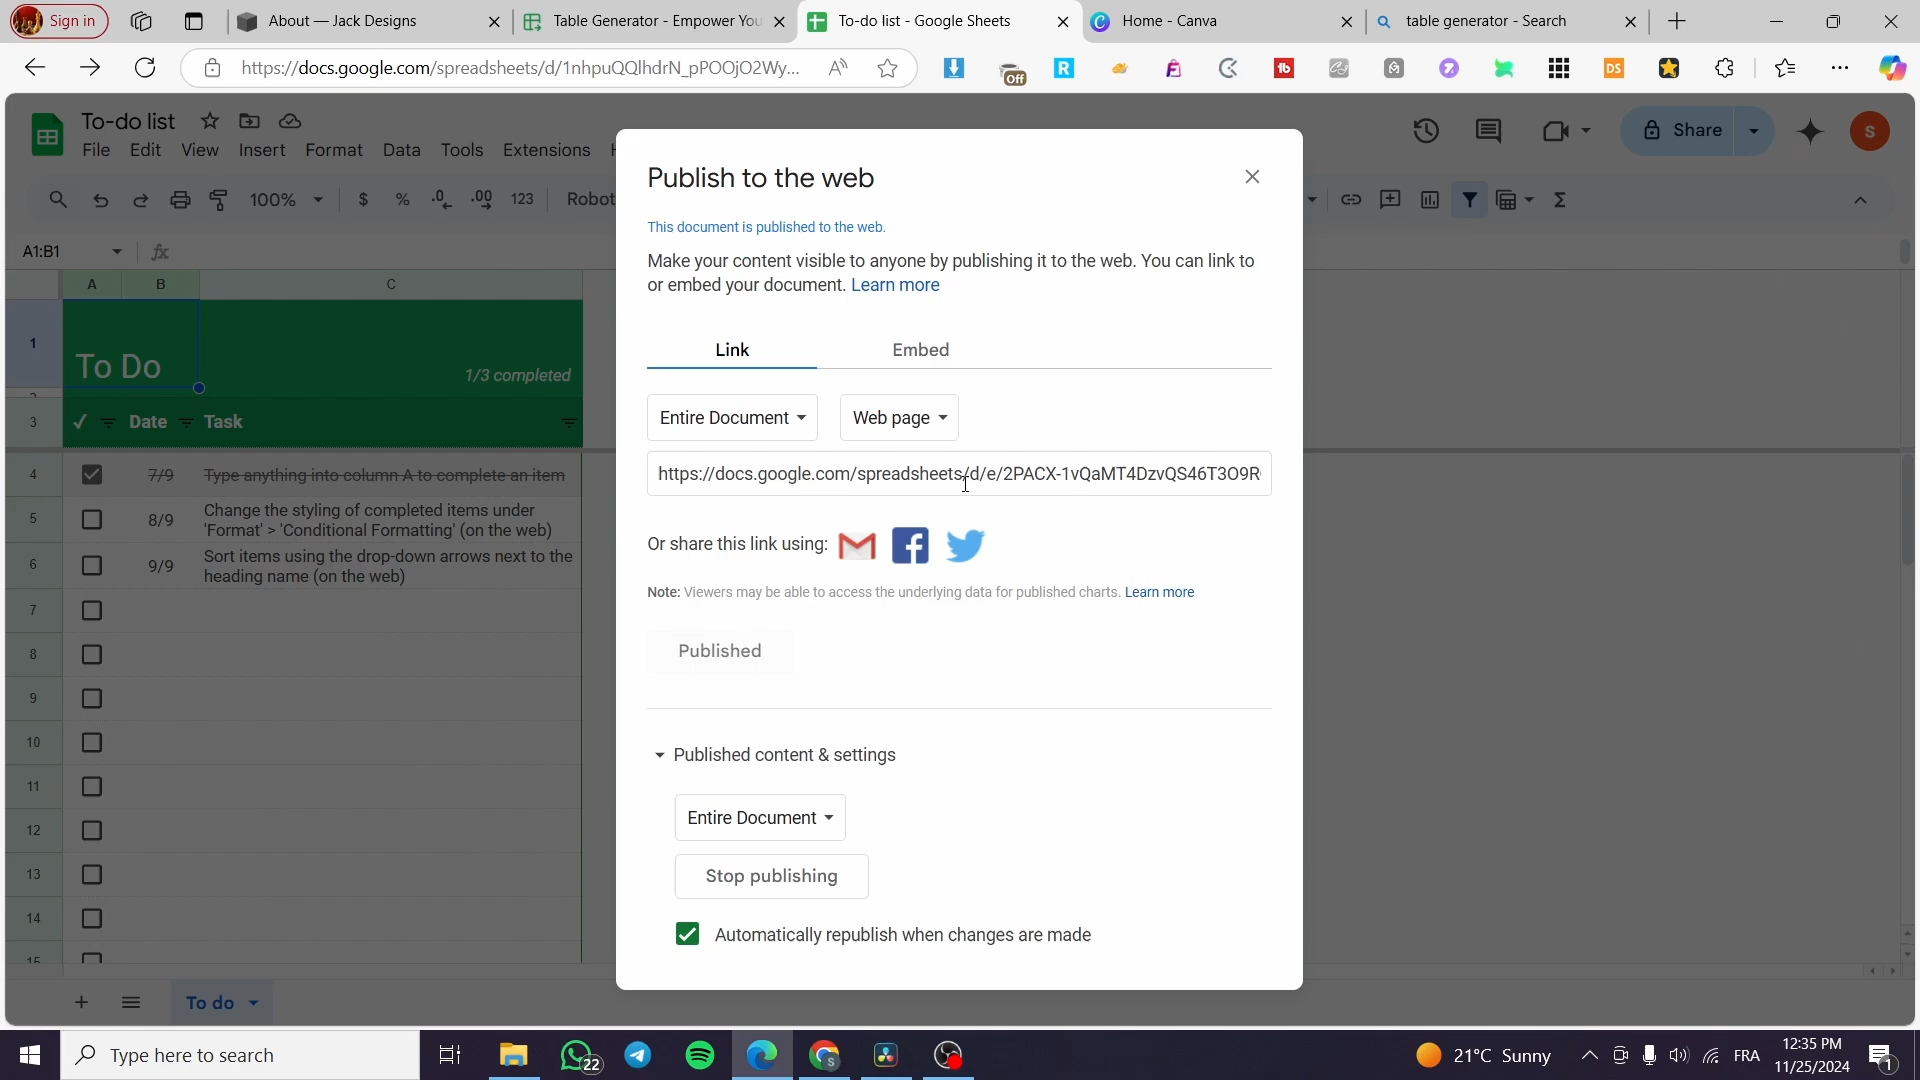 Sign in
About — Jack Designs
Table Generator - Empower You
To-do list - Google Sheets
Home - Canva
table generator - Search
https://docs.google.com/spreadsheets/d/1nhpuQQlhdrN_pPOOjO2Wy...
Off
To-do list
File Edit View Insert Format Data Tools Extensions
Share
S
100%
$ % .0 .00 123 Robot
A1:B1
fx
A B C
1 To Do 1/3 completed
3 ✓ Date Task
4 7/9 Type anything into column A to complete an item
5 8/9 Change the styling of completed items under
'Format' > 'Conditional Formatting' (on the web)
6 9/9 Sort items using the drop-down arrows next to the
heading name (on the web)
7
8
9
10
11
12
13
14
15
To do
Publish to the web
This document is published to the web.
Make your content visible to anyone by publishing it to the web. You can link to
or embed your document. Learn more
Link Embed
Entire Document Web page
https://docs.google.com/spreadsheets/d/e/2PACX-1vQaMT4DzvQS46T3O9R
Or share this link using:
Note: Viewers may be able to access the underlying data for published charts. Learn more
Published
Published content & settings
Entire Document
Stop publishing
Automatically republish when changes are made
Type here to search
22
21°C Sunny
FRA
12:35 PM
11/25/2024
1